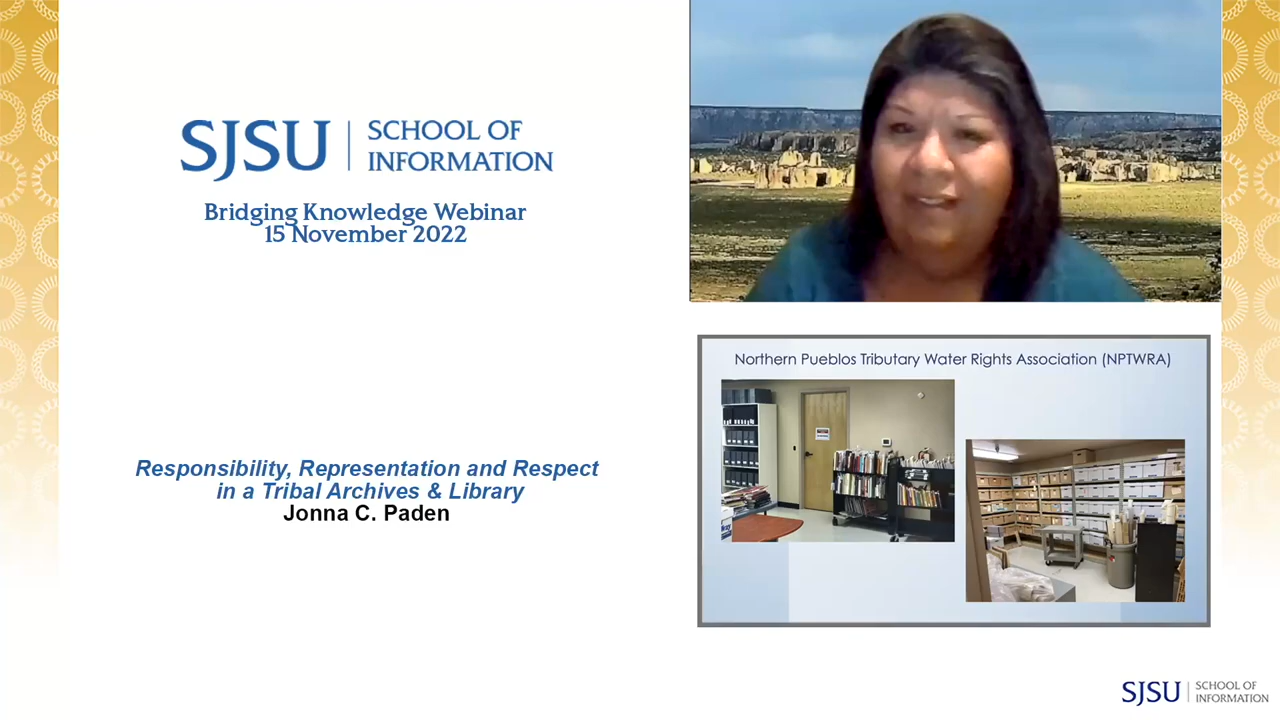 SJSU
SCHOOL OF
INFORMATION
Bridging Knowledge Webinar
15 November 2022
Responsibility, Representation and Respect
in a Tribal Archives & Library
Jonna C. Paden
Northern Pueblos Tributary Water Rights Association (NPTWRA)
SJSU
SCHOOL OF
INFORMATION